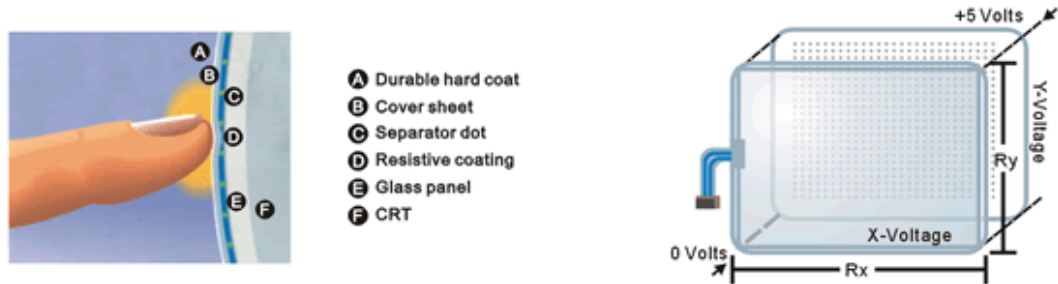 A
B
C
D
E
F
A Durable hard coat
B Cover sheet
C Separator dot
D Resistive coating
E Glass panel
F CRT
+5 Volts
Y-Voltage
Ry
X-Voltage
0 Volts
Rx